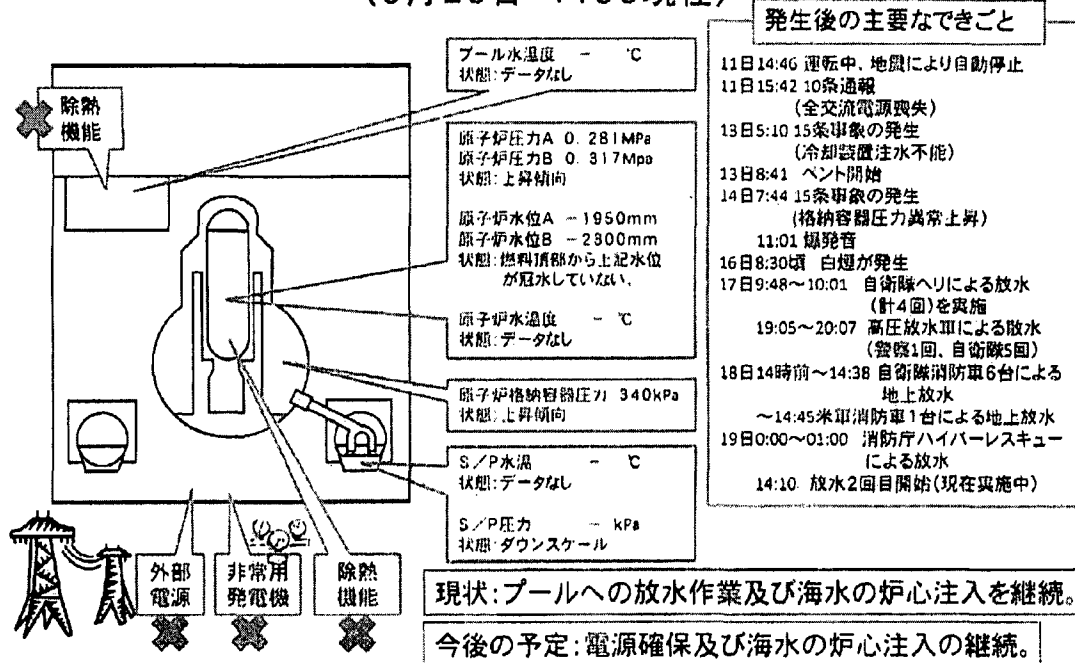 発生後の主要なできごと
プール水温度 － ℃
状態:データなし
除熱
機能
原子炉圧力A 0.281MPa
原子炉圧力B 0.317Mpa
状態:上昇傾向
原子炉水位A －1950mm
原子炉水位B －2300mm
状態:燃料頂部から上記水位
が冠水していない。
原子炉水温度 － ℃
状態:データなし
原子炉格納容器圧力 340kPa
状態:上昇傾向
S／P水温 － ℃
状態:データなし
S／P圧力 － kPa
状態:ダウンスケール
11日14:46 運転中、地震により自動停止
11日15:42 10条通報
(全交流電源喪失)
13日5:10 15条事象の発生
(冷却装置注水不能)
13日8:41 ベント開始
14日7:44 15条事象の発生
(格納容器圧力異常上昇)
11:01 爆発音
16日8:30頃 白煙が発生
17日9:48～10:01 自衛隊ヘリによる放水
(計4回)を実施
19:05～20:07 高圧放水車による散水
(警察1回、自衛隊5回)
18日14時前～14:38 自衛隊消防車6台による
地上放水
～14:45米軍消防車1台による地上放水
19日0:00～01:00 消防庁ハイパーレスキュー
による放水
14:10 放水2回目開始(現在実施中)
外部
電源
非常用
発電機
除熱
機能
現状:プールへの放水作業及び海水の炉心注入を継続。
今後の予定:電源確保及び海水の炉心注入の継続。